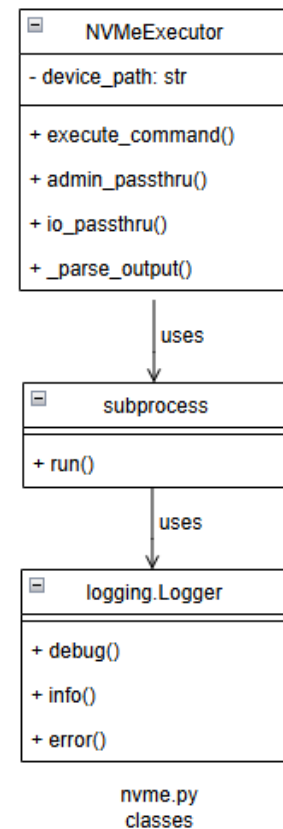 NVMeExecutor
- device_path: str
+ execute_command()
+ admin_passthru()
+ io_passthru()
+ _parse_output()
uses
subprocess
+ run()
uses
logging.Logger
+ debug()
+ info()
+ error()
nvme.py
classes